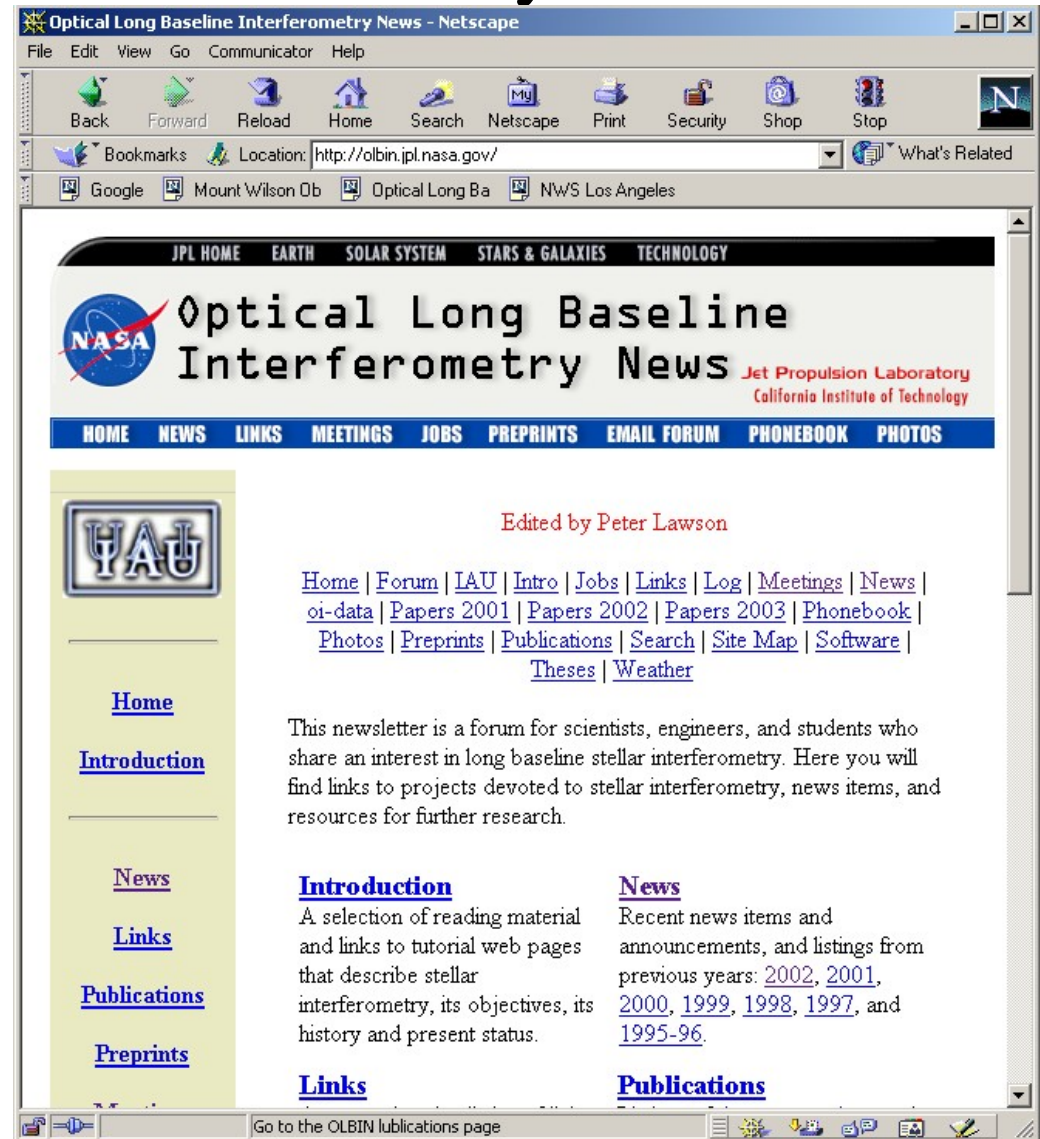 Optical Long Baseline Interferometry News - Netscape
File Edit View Go Communicator Help
Back Forward Reload Home Search Netscape Print Security Shop Stop
My
N
Bookmarks Location: http://olbin.jpl.nasa.gov/ What's Related
Google Mount Wilson Ob Optical Long Ba NWS Los Angeles
JPL HOME EARTH SOLAR SYSTEM STARS & GALAXIES TECHNOLOGY
NASA
Optical Long Baseline
Interferometry News
Jet Propulsion Laboratory
California Institute of Technology
HOME NEWS LINKS MEETINGS JOBS PREPRINTS EMAIL FORUM PHONEBOOK PHOTOS
IAU
Home
Introduction
News
Links
Publications
Preprints
Edited by Peter Lawson
Home | Forum | IAU | Intro | Jobs | Links | Log | Meetings | News |
oi-data | Papers 2001 | Papers 2002 | Papers 2003 | Phonebook |
Photos | Preprints | Publications | Search | Site Map | Software |
Theses | Weather
This newsletter is a forum for scientists, engineers, and students who
share an interest in long baseline stellar interferometry. Here you will
find links to projects devoted to stellar interferometry, news items, and
resources for further research.
Introduction
A selection of reading material
and links to tutorial web pages
that describe stellar
interferometry, its objectives, its
history and present status.
News
Recent news items and
announcements, and listings from
previous years: 2002, 2001,
2000, 1999, 1998, 1997, and
1995-96.
Links
Publications
Go to the OLBIN lublications page